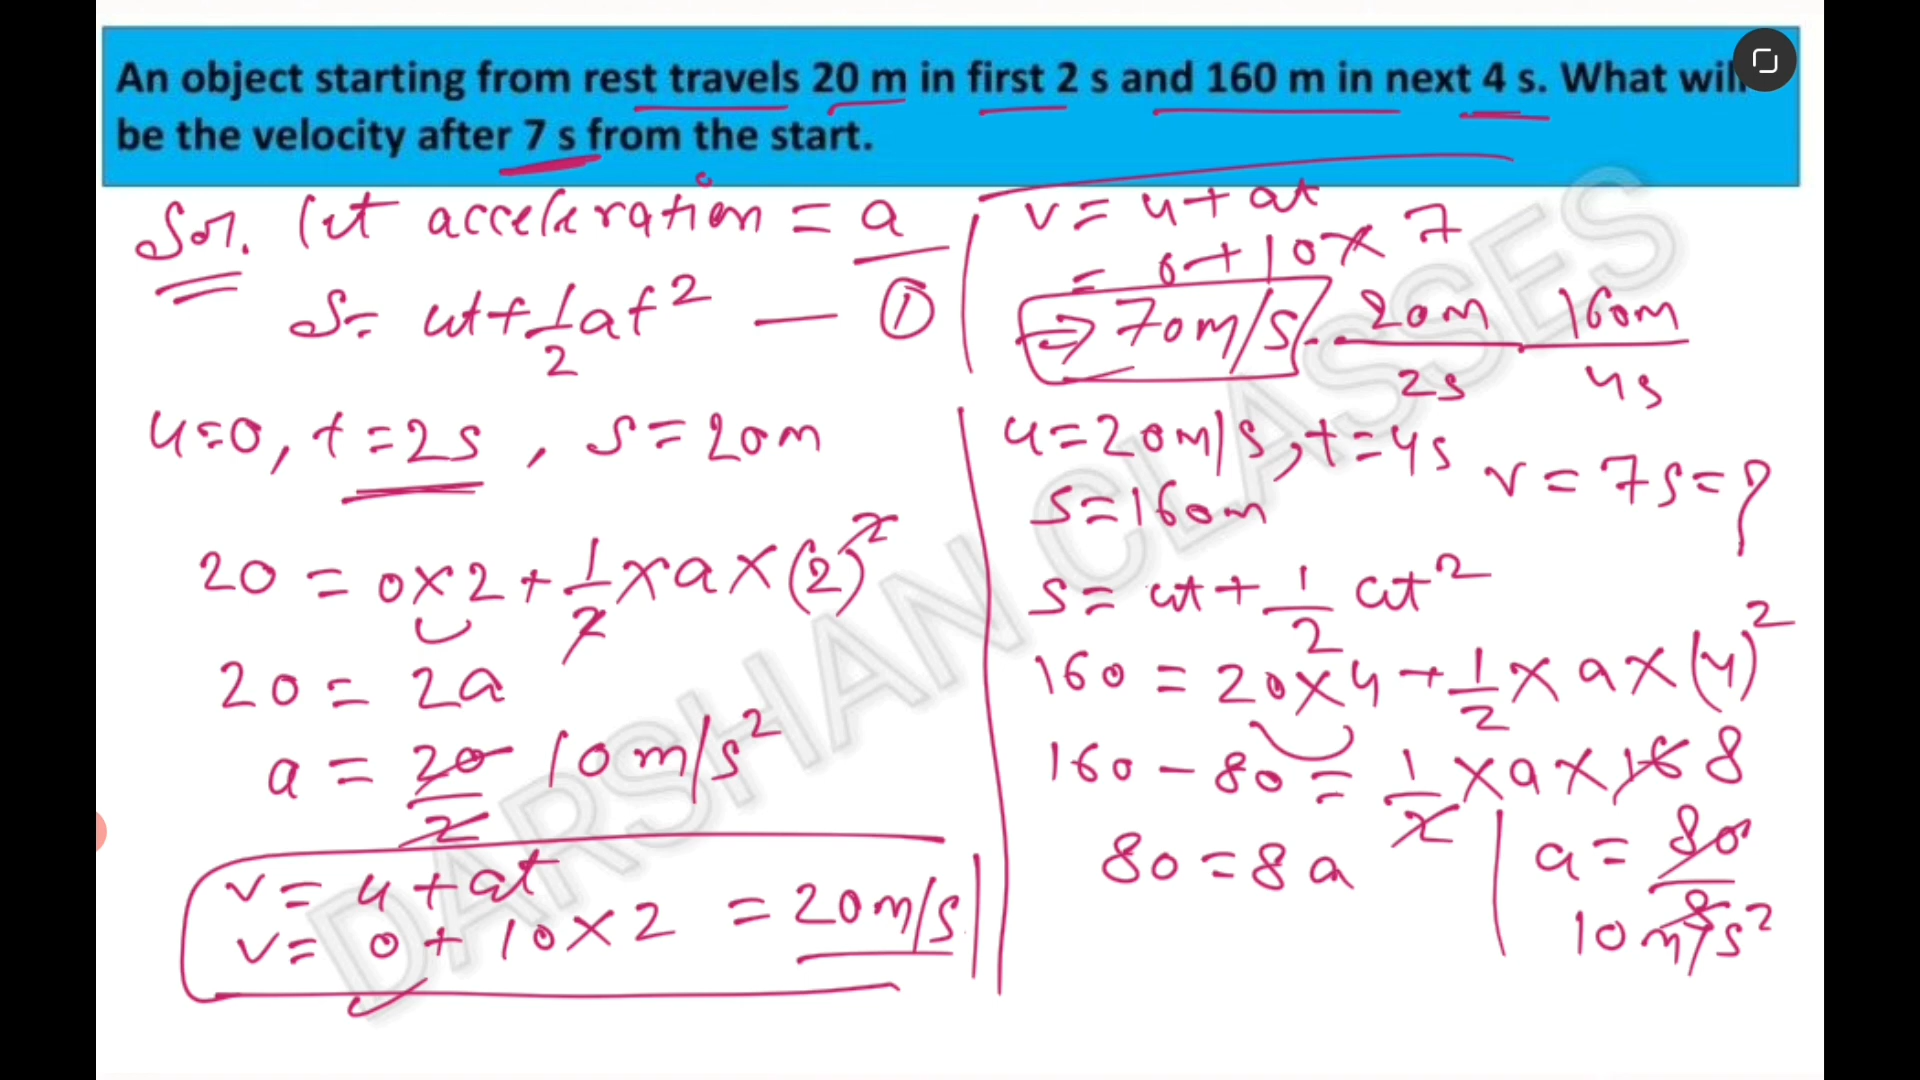 An object starting from rest travels 20 m in first 2 s and 160 m in next 4 s. What will
be the velocity after 7 s from the start.
Sol. let acceleration = a
S = ut + 1/2 at² — ①
u=0, t=2s, s=20m
20 = 0×2 + 1/2 × a × (2)²
20 = 2a
a = 20/2 10 m/s²
v = u + at
v = 0 + 10×2 = 20m/s
v = u + at
= 0 + 10 × 7
⇒ 70m/s
20m 160m
2s 4s
u=20m/s, t=4s
s=160m
v = 7s = ?
s = ut + 1/2 at²
160 = 20×4 + 1/2 × a × (4)²
160 - 80 = 1/2 × a × 16 8
80 = 8a
a = 80/8
10 m/s²
DARSHAN CLASSES